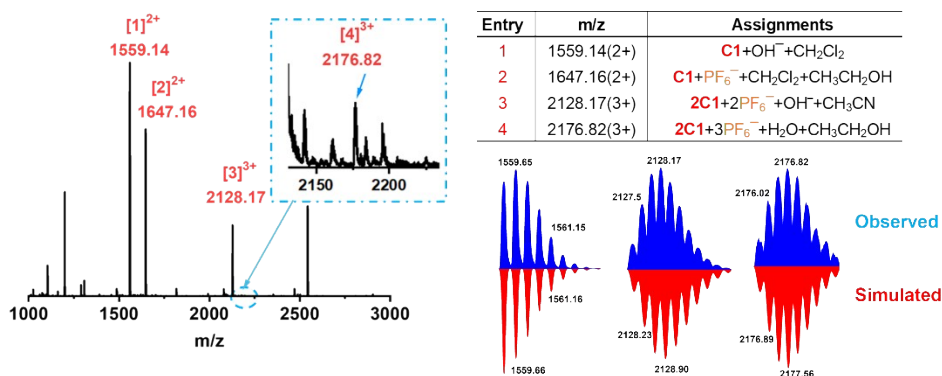 [1]²⁺
1559.14
[2]²⁺
1647.16
[3]³⁺
2128.17
[4]³⁺
2176.82
2150 2200
1000 1500 2000 2500 3000
m/z
Entry m/z Assignments
1 1559.14(2+) C1+OH⁻+CH₂Cl₂
2 1647.16(2+) C1+PF₆⁻+CH₂Cl₂+CH₃CH₂OH
3 2128.17(3+) 2C1+2PF₆⁻+OH⁻+CH₃CN
4 2176.82(3+) 2C1+3PF₆⁻+H₂O+CH₃CH₂OH
1559.65
1561.15
1561.16
1559.66
2128.17
2127.5
2128.23
2128.90
2176.82
2176.02
2176.89
2177.56
Observed
Simulated